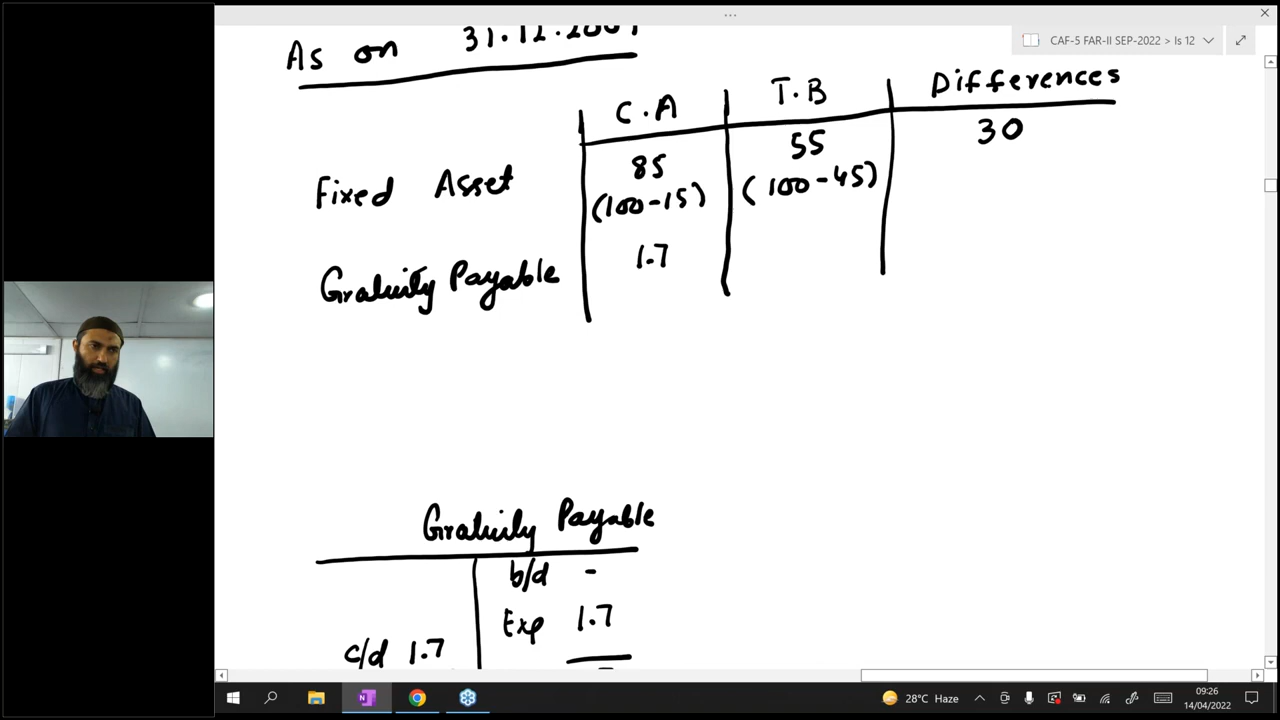 CAF-5 FAR-II SEP-2022 > Is 12
As on 31.12.2009
C.A T.B Differences
Fixed Asset 85 55 30
(100-15) (100-45)
Gratuity Payable 1.7
Gratuity Payable
b/d -
Exp 1.7
c/d 1.7
28°C Haze
09:26
14/04/2022